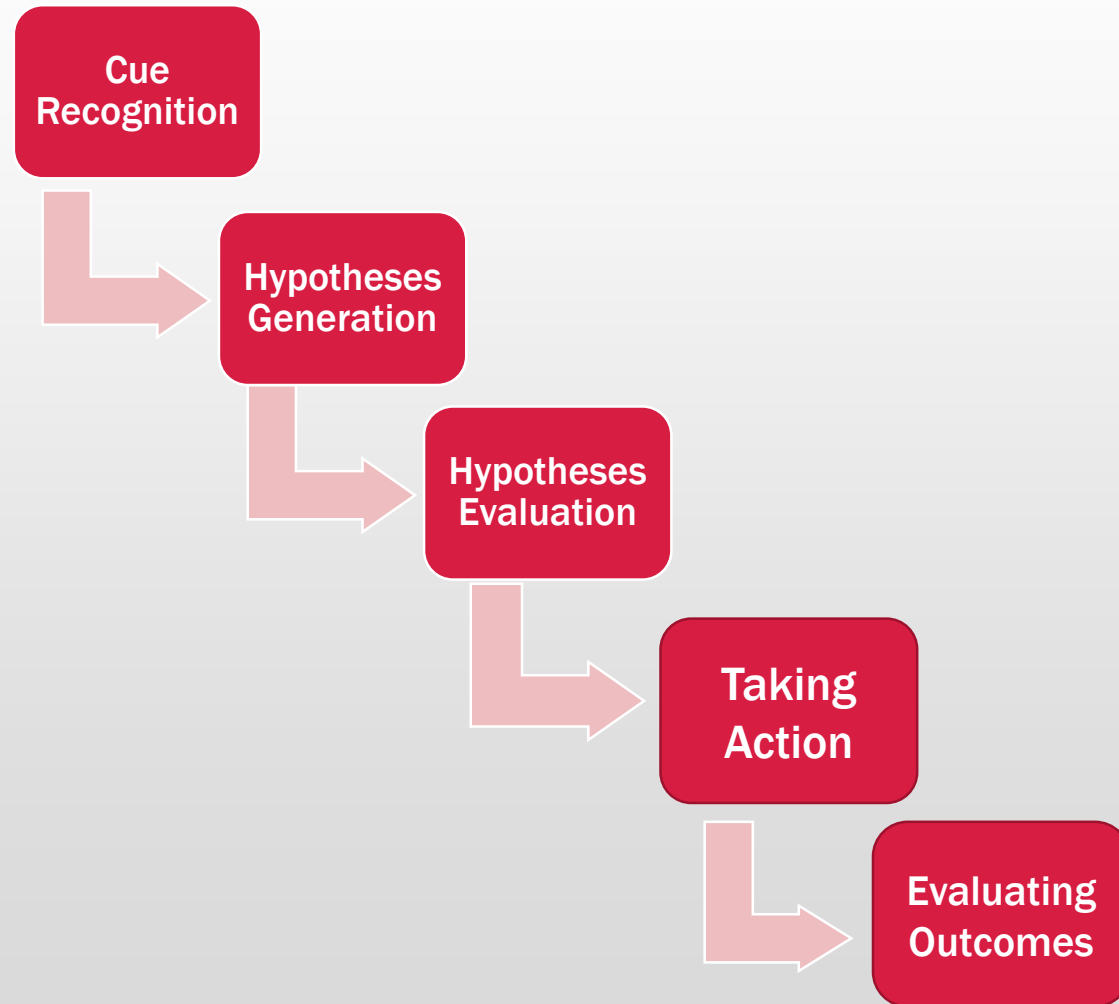 Cue
Recognition
Hypotheses
Generation
Hypotheses
Evaluation
Taking
Action
Evaluating
Outcomes